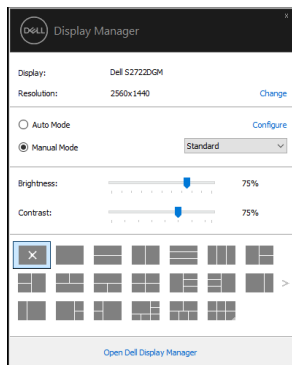 x
DELL Display Manager
Display: Dell S2722DGM
Resolution: 2560x1440 Change
Auto Mode Configure
Manual Mode Standard
Brightness: 75%
Contrast: 75%
Open Dell Display Manager